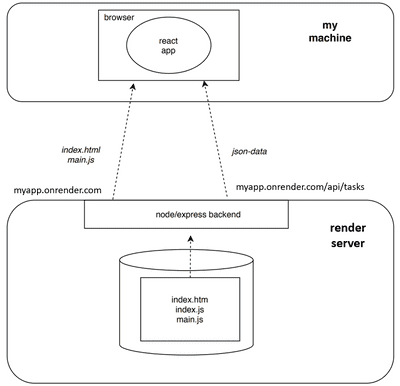 browser
my
machine
react
app
index.html
main.js
json-data
myapp.onrender.com
myapp.onrender.com/api/tasks
node/express backend
render
server
index.htm
index.js
main.js